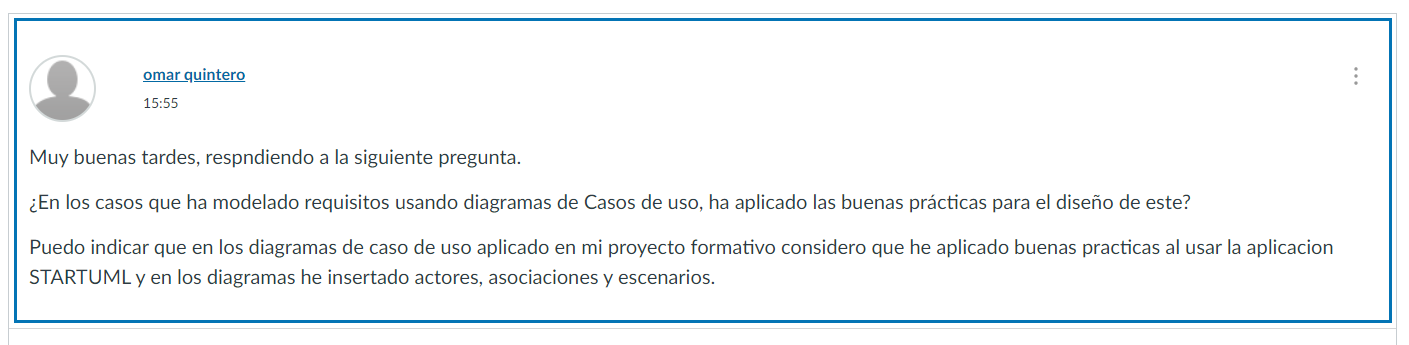 omar quintero
15:55
Muy buenas tardes, respndiendo a la siguiente pregunta.
¿En los casos que ha modelado requisitos usando diagramas de Casos de uso, ha aplicado las buenas prácticas para el diseño de este?
Puedo indicar que en los diagramas de caso de uso aplicado en mi proyecto formativo considero que he aplicado buenas practicas al usar la aplicacion
STARTUML y en los diagramas he insertado actores, asociaciones y escenarios.